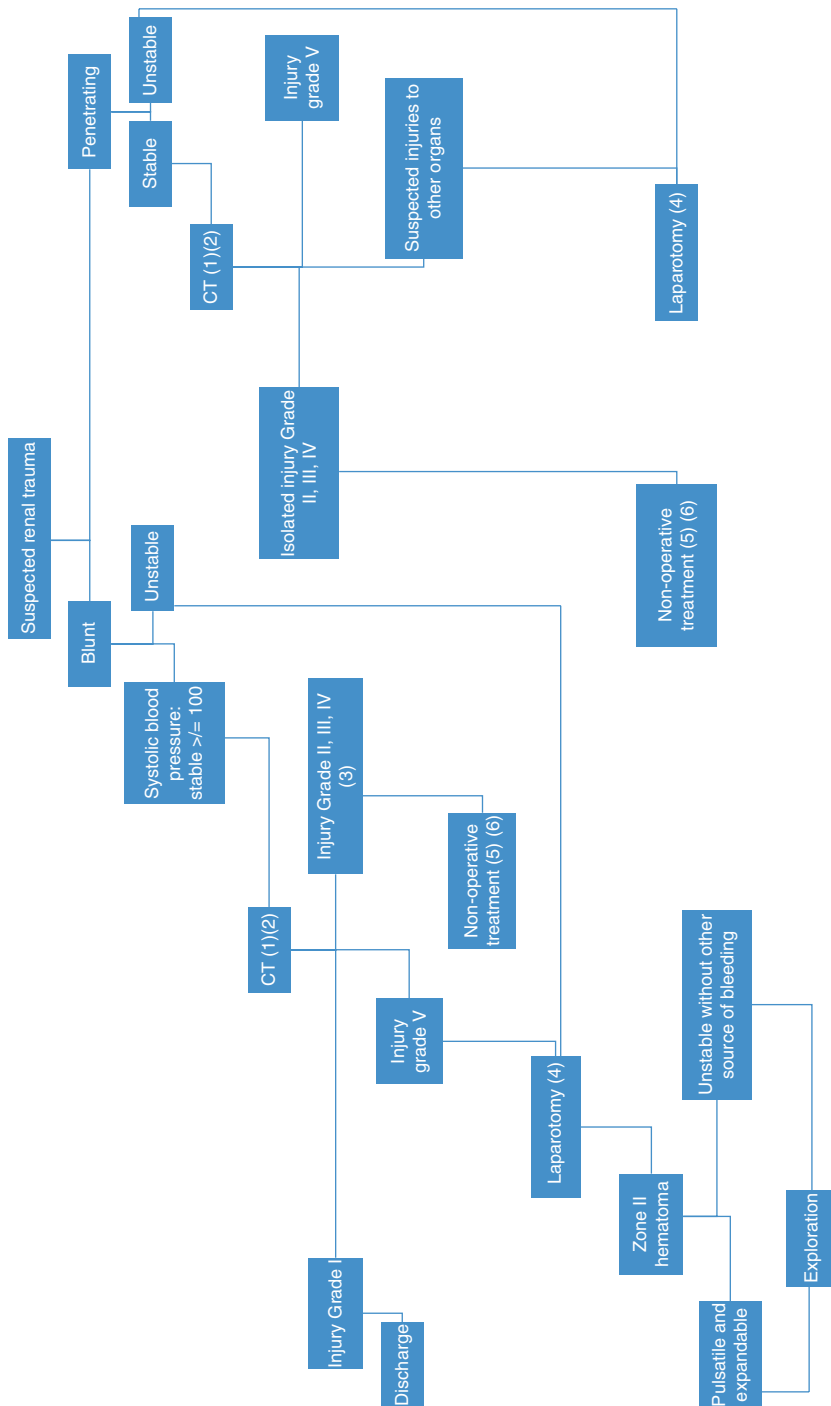 Suspected renal trauma
Blunt
Penetrating
Systolic blood
pressure:
stable >/= 100
Unstable
Stable
Unstable
CT (1)(2)
CT (1)(2)
Injury Grade I
Injury Grade II, III, IV
(3)
Isolated injury Grade
II, III, IV
Injury
grade V
Discharge
Injury
grade V
Non-operative
treatment (5) (6)
Suspected injuries to
other organs
Laparotomy (4)
Zone II
hematoma
Non-operative
treatment (5) (6)
Laparotomy (4)
Pulsatile and
expandable
Unstable without other
source of bleeding
Exploration